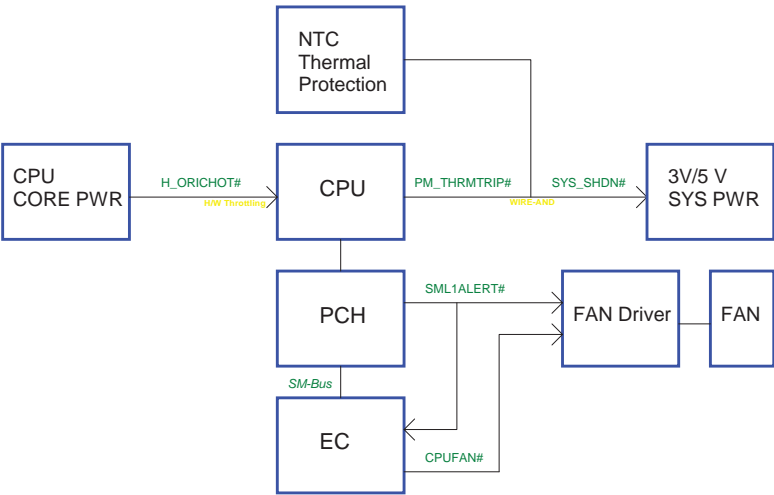 NTC
Thermal
Protection
CPU
CORE PWR
H_ORICHOT#
H/W Throttling
CPU
PM_THRMTRIP#
WIRE-AND
SYS_SHDN#
3V/5 V
SYS PWR
PCH
SML1ALERT#
FAN Driver
FAN
SM-Bus
EC
CPUFAN#